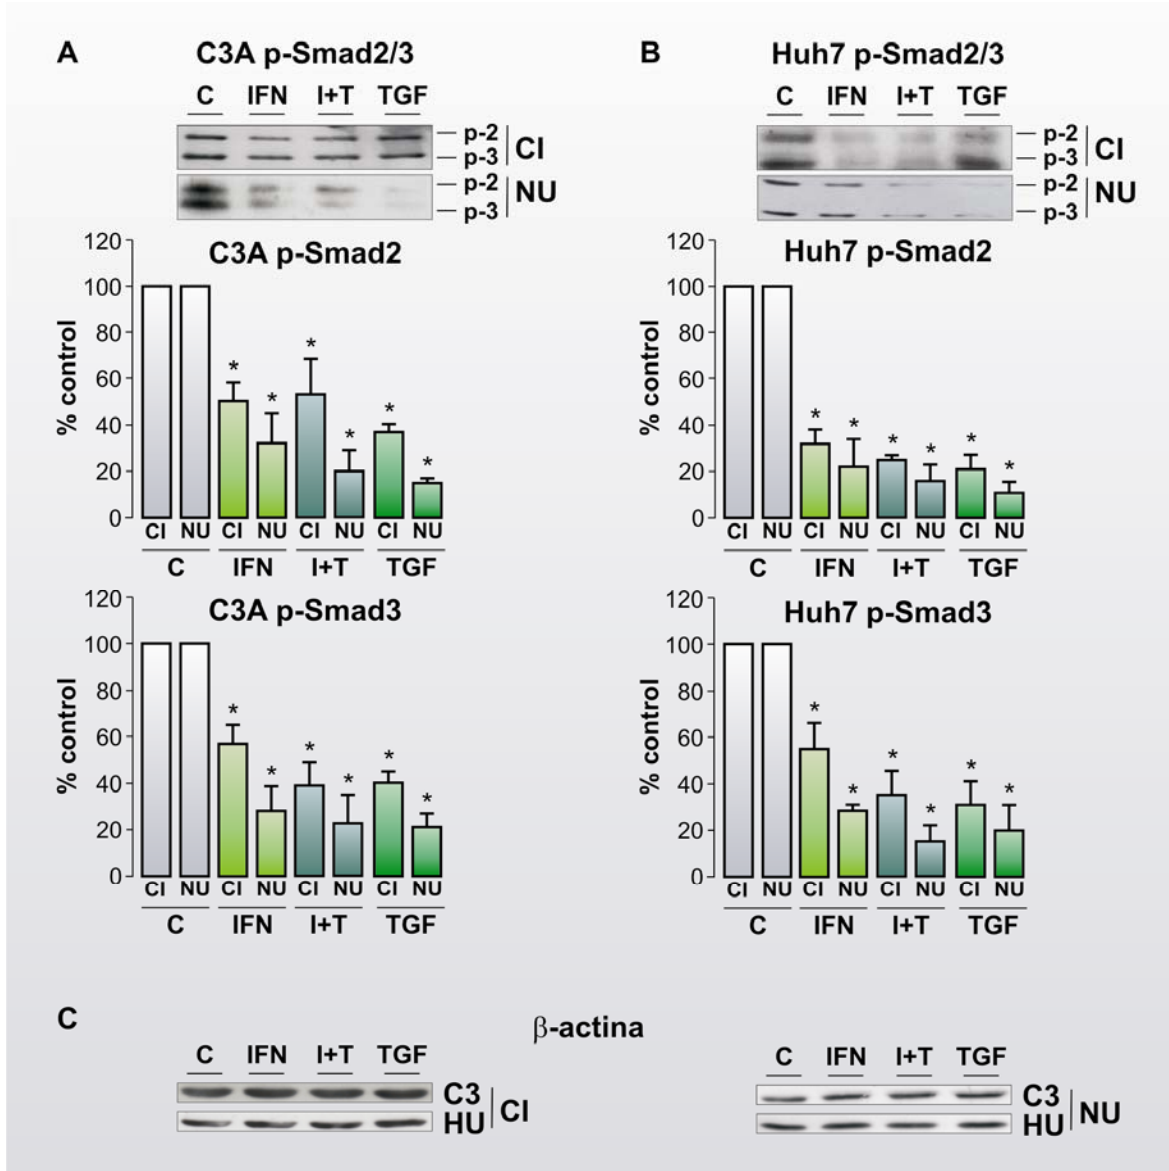 A
C3A p-Smad2/3
C IFN I+T TGF
p-2
p-3
CI
p-2
p-3
NU
C3A p-Smad2
% control
120
100
80
60
40
20
0
* * * * * *
CI NU CI NU CI NU CI NU
C IFN I+T TGF
C3A p-Smad3
% control
120
100
80
60
40
20
0
* * * * * *
CI NU CI NU CI NU CI NU
C IFN I+T TGF
B
Huh7 p-Smad2/3
C IFN I+T TGF
p-2
p-3
CI
p-2
p-3
NU
Huh7 p-Smad2
% control
120
100
80
60
40
20
0
* * * * * *
CI NU CI NU CI NU CI NU
C IFN I+T TGF
Huh7 p-Smad3
% control
120
100
80
60
40
20
0
* * * * * *
CI NU CI NU CI NU CI NU
C IFN I+T TGF
C
β-actina
C IFN I+T TGF
C3
HU
CI
C IFN I+T TGF
C3
HU
NU